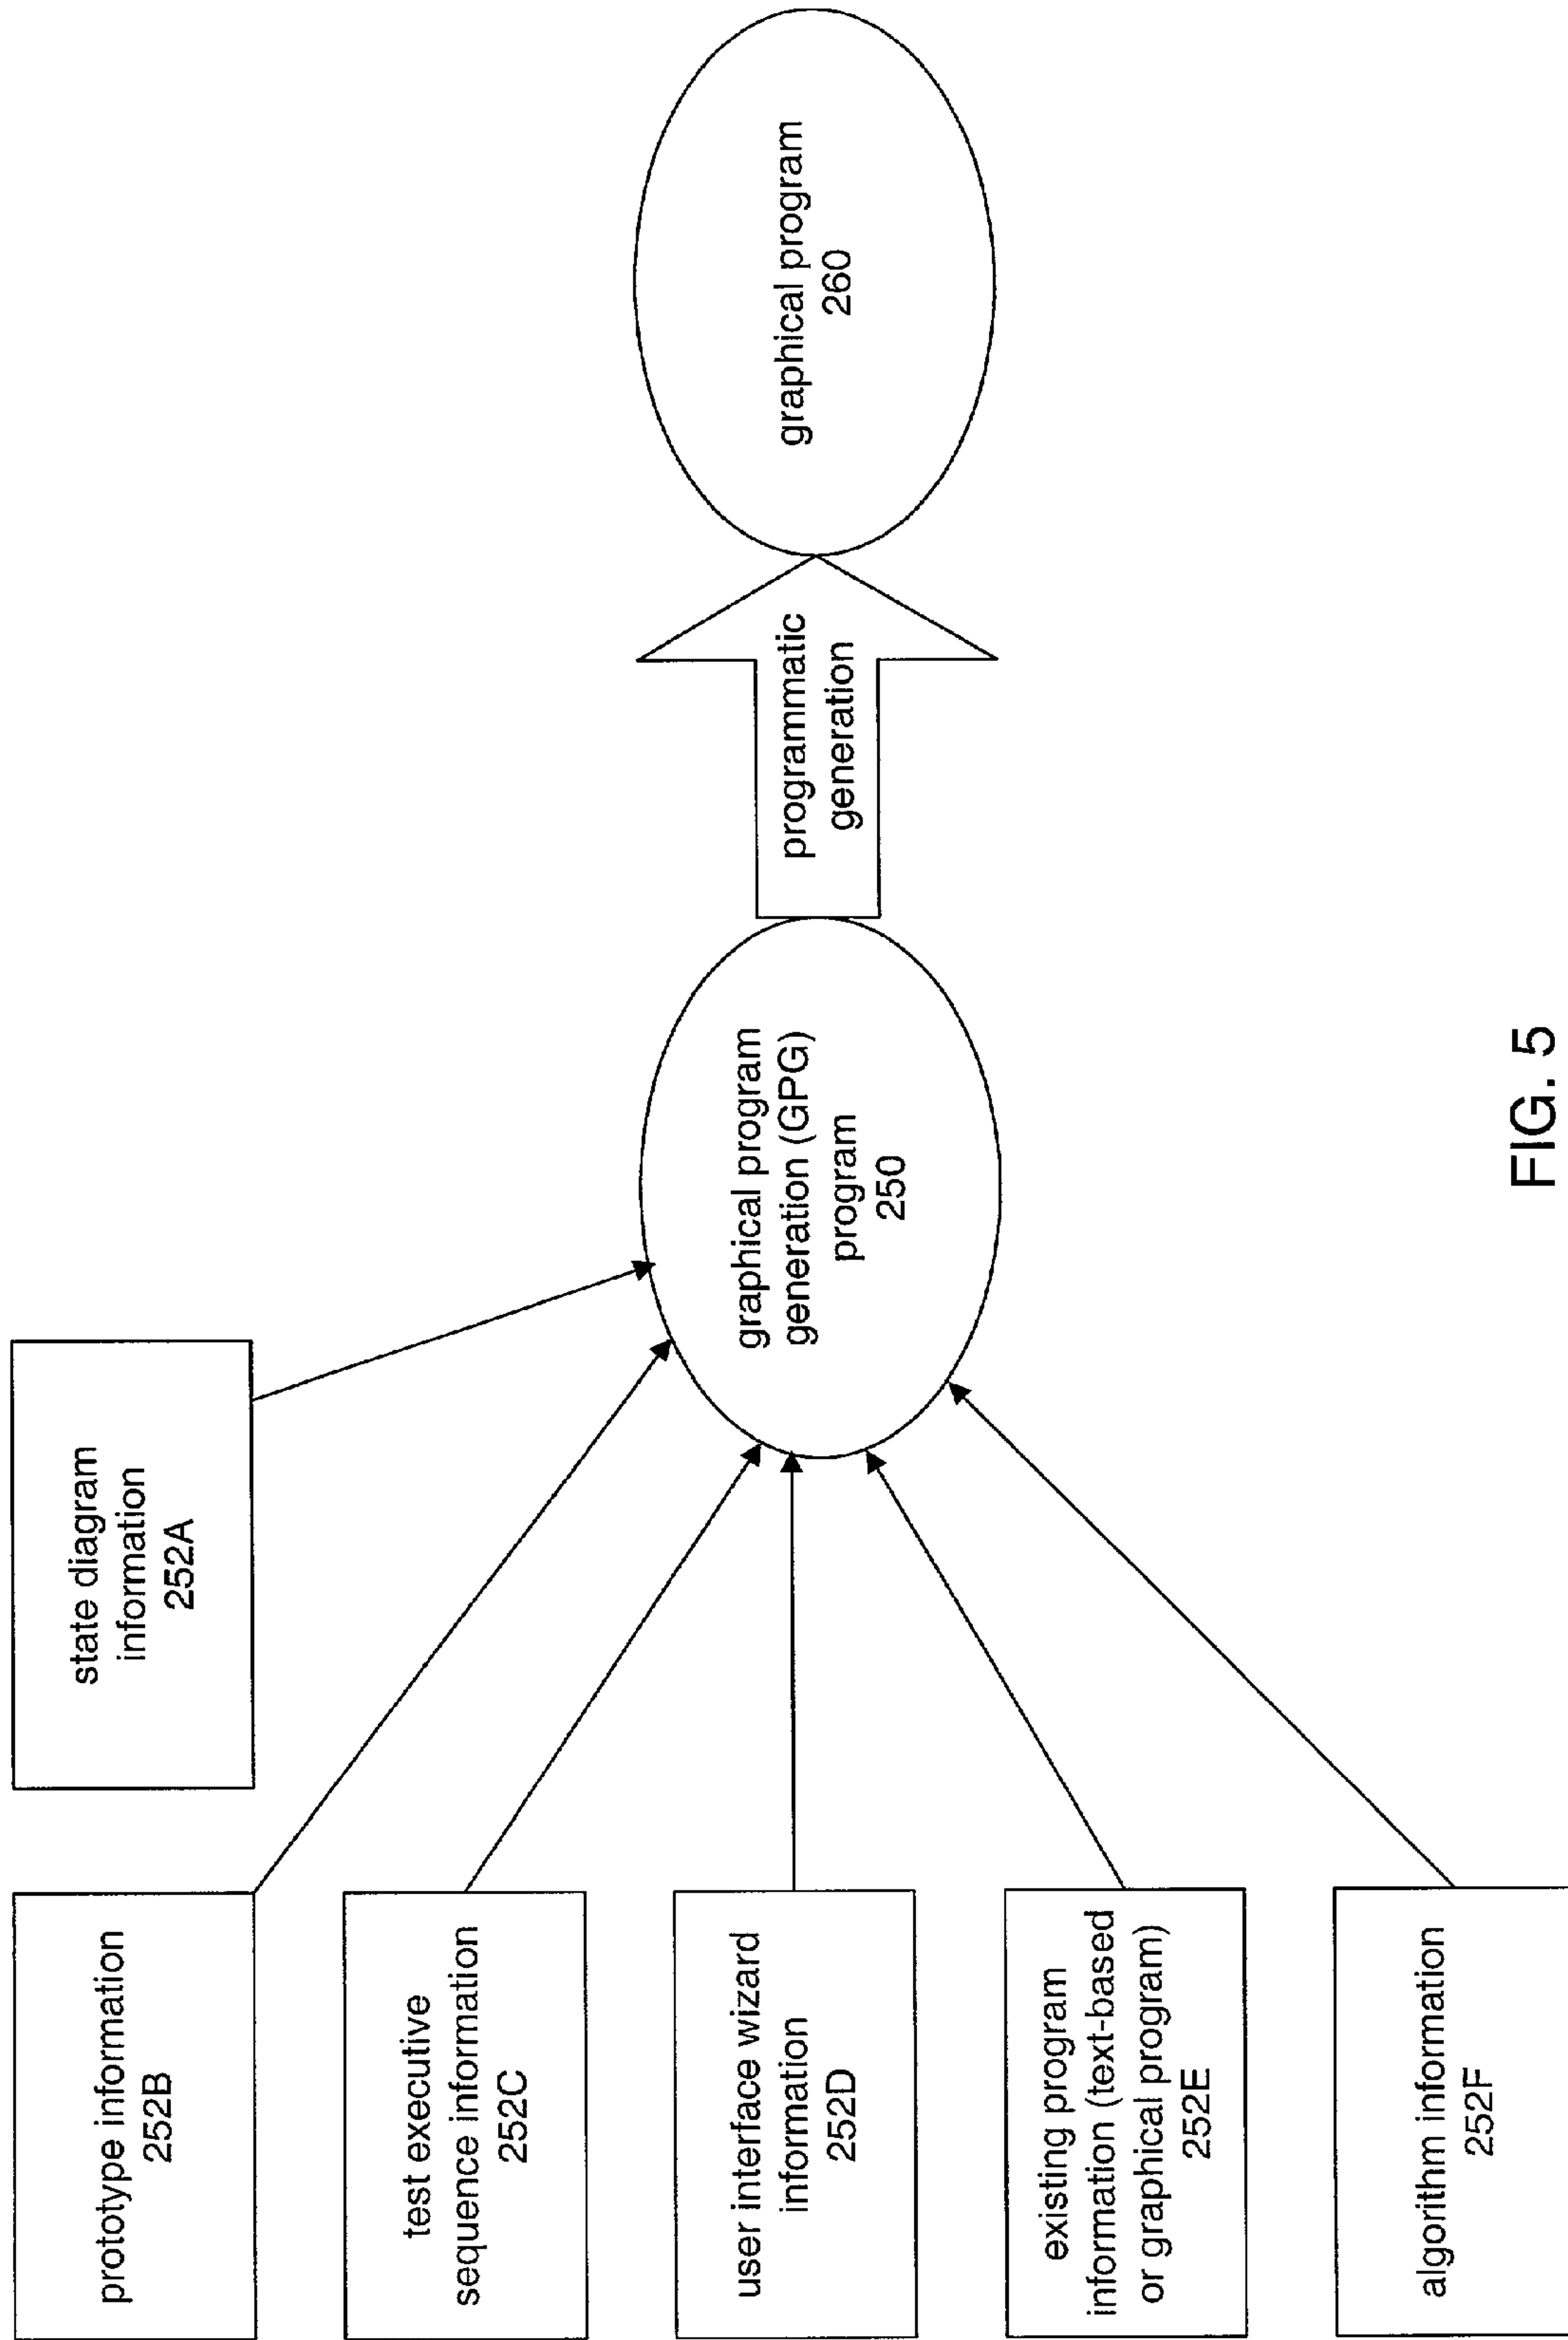 state diagram
information
252A
prototype information
252B
test executive
sequence information
252C
user interface wizard
information
252D
existing program
information (text-based
or graphical program)
252E
algorithm information
252F
graphical program
generation (GPG)
program
250
programmatic
generation
graphical program
260
FIG. 5